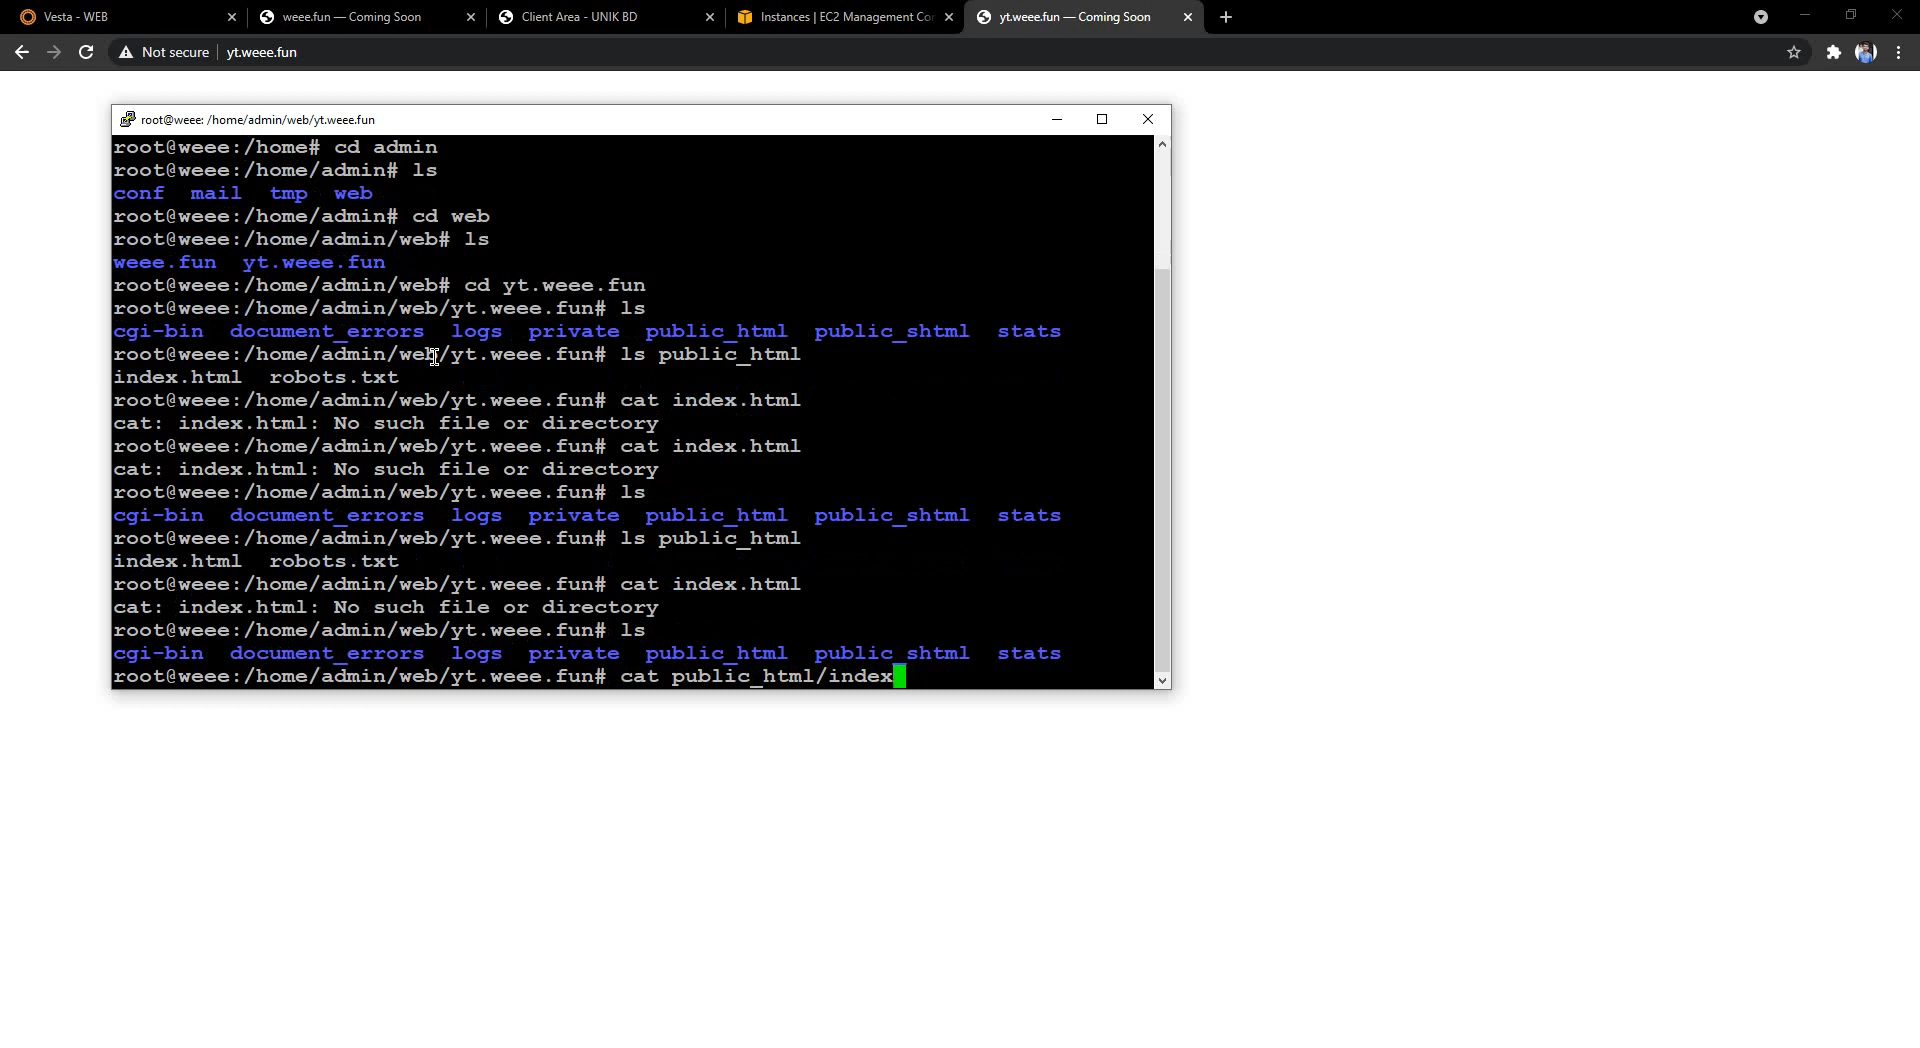 Vesta - WEB
weee.fun — Coming Soon
Client Area - UNIK BD
Instances | EC2 Management Cor
yt.weee.fun — Coming Soon
Not secure
yt.weee.fun
root@weee: /home/admin/web/yt.weee.fun
root@weee:/home# cd admin
root@weee:/home/admin# ls
conf mail tmp web
root@weee:/home/admin# cd web
root@weee:/home/admin/web# ls
weee.fun yt.weee.fun
root@weee:/home/admin/web# cd yt.weee.fun
root@weee:/home/admin/web/yt.weee.fun# ls
cgi-bin document_errors logs private public_html public_shtml stats
root@weee:/home/admin/web/yt.weee.fun# ls public_html
index.html robots.txt
root@weee:/home/admin/web/yt.weee.fun# cat index.html
cat: index.html: No such file or directory
root@weee:/home/admin/web/yt.weee.fun# cat index.html
cat: index.html: No such file or directory
root@weee:/home/admin/web/yt.weee.fun# ls
cgi-bin document_errors logs private public_html public_shtml stats
root@weee:/home/admin/web/yt.weee.fun# ls public_html
index.html robots.txt
root@weee:/home/admin/web/yt.weee.fun# cat index.html
cat: index.html: No such file or directory
root@weee:/home/admin/web/yt.weee.fun# ls
cgi-bin document_errors logs private public_html public_shtml stats
root@weee:/home/admin/web/yt.weee.fun# cat public_html/index